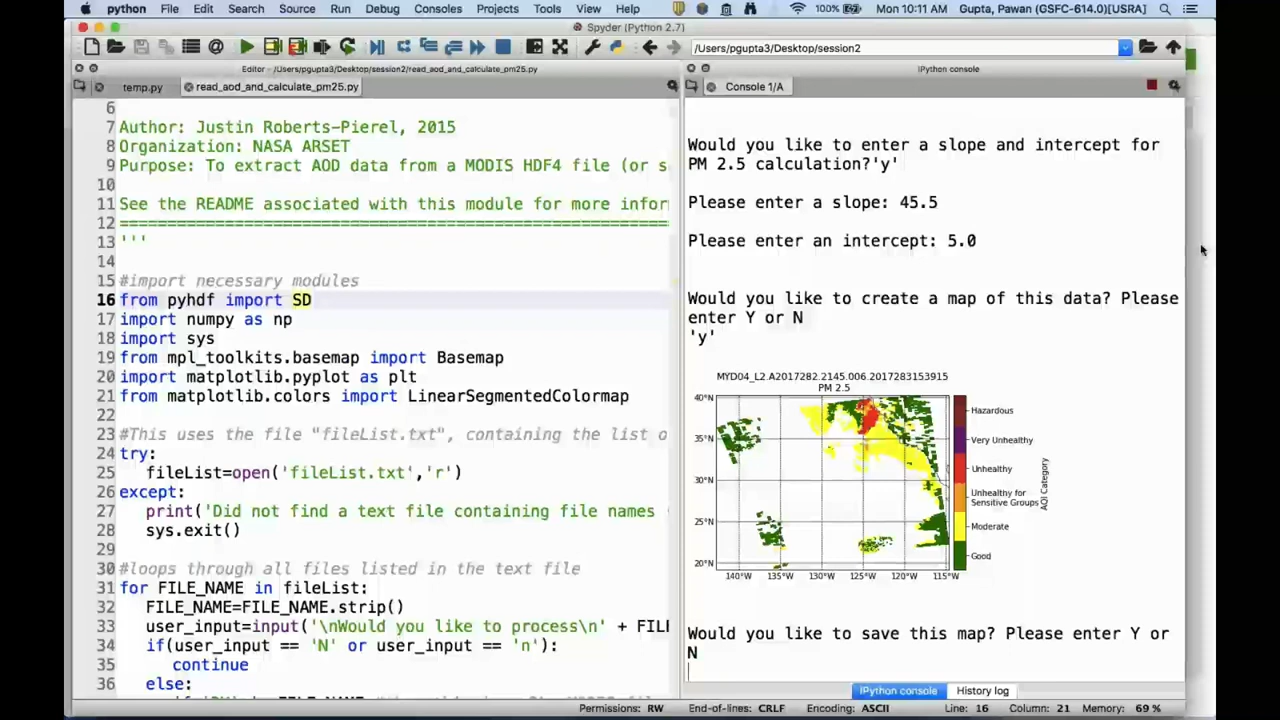 python File Edit Search Source Run Debug Consoles Projects Tools View Help 100% Mon 10:11 AM Gupta, Pawan (GSFC-614.0)[USRA]
Spyder (Python 2.7)
/Users/pgupta3/Desktop/session2
Editor - /Users/pgupta3/Desktop/session2/read_aod_and_calculate_pm25.py
temp.py read_aod_and_calculate_pm25.py
6
7 Author: Justin Roberts-Pierel, 2015
8 Organization: NASA ARSET
9 Purpose: To extract AOD data from a MODIS HDF4 file (or s
10
11 See the README associated with this module for more infor
12 ================================================================
13 '''
14
15 #import necessary modules
16 from pyhdf import SD
17 import numpy as np
18 import sys
19 from mpl_toolkits.basemap import Basemap
20 import matplotlib.pyplot as plt
21 from matplotlib.colors import LinearSegmentedColormap
22
23 #This uses the file "fileList.txt", containing the list o
24 try:
25 fileList=open('fileList.txt','r')
26 except:
27 print('Did not find a text file containing file names (
28 sys.exit()
29
30 #loops through all files listed in the text file
31 for FILE_NAME in fileList:
32 FILE_NAME=FILE_NAME.strip()
33 user_input=input('\nWould you like to process\n' + FILE
34 if(user_input == 'N' or user_input == 'n'):
35 continue
36 else:
IPython console
Console 1/A
Would you like to enter a slope and intercept for
PM 2.5 calculation?'y'
Please enter a slope: 45.5
Please enter an intercept: 5.0
Would you like to create a map of this data? Please
enter Y or N
'y'
MYD04_L2.A2017282.2145.006.2017283153915
PM 2.5
40°N
35°N
30°N
25°N
20°N
140°W 135°W 130°W 125°W 120°W 115°W
Hazardous
Very Unhealthy
Unhealthy
Unhealthy for
Sensitive Groups
Moderate
Good
AQI Category
Would you like to save this map? Please enter Y or
N
IPython console History log
Permissions: RW End-of-lines: CRLF Encoding: ASCII Line: 16 Column: 21 Memory: 69 %